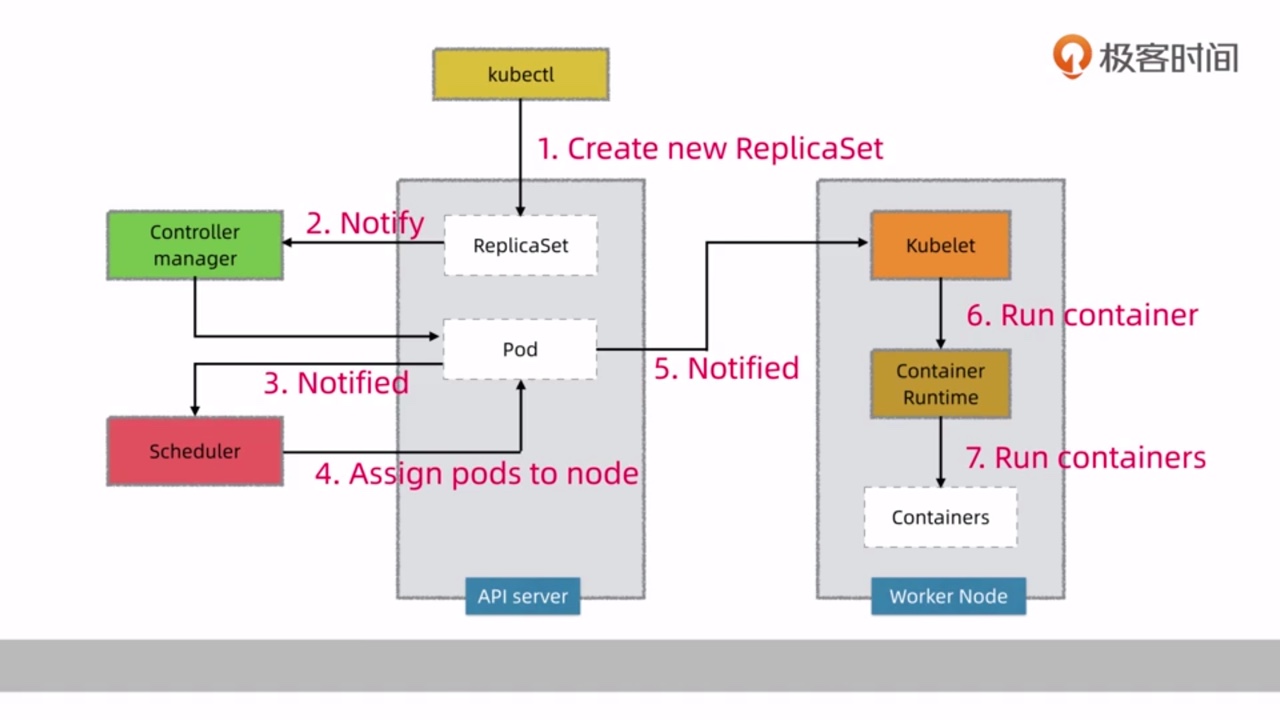 极客时间
kubectl
1. Create new ReplicaSet
2. Notify
Controller
manager
ReplicaSet
Kubelet
6. Run container
Pod
3. Notified
5. Notified
Container
Runtime
Scheduler
4. Assign pods to node
7. Run containers
Containers
API server
Worker Node